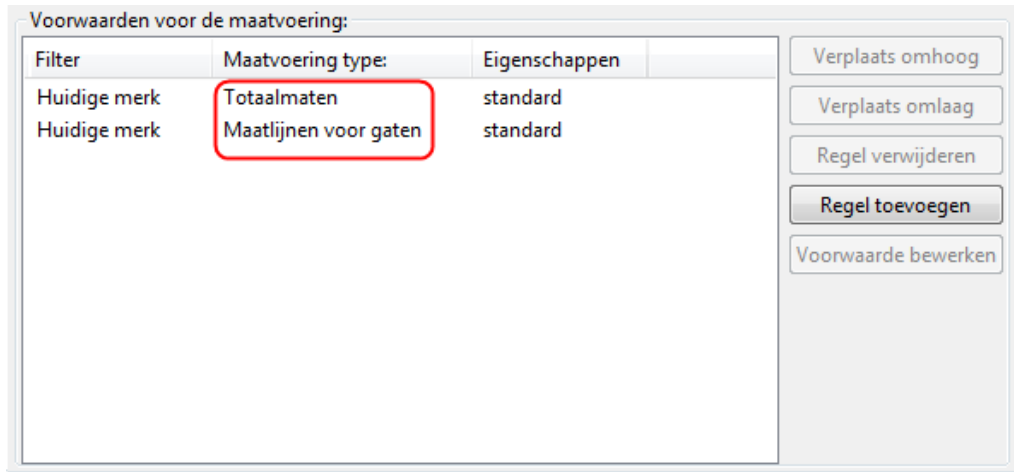 Voorwaarden voor de maatvoering:
Filter Maatvoering type: Eigenschappen
Huidige merk Totaalmaten standard
Huidige merk Maatlijnen voor gaten standard
Verplaats omhoog
Verplaats omlaag
Regel verwijderen
Regel toevoegen
Voorwaarde bewerken